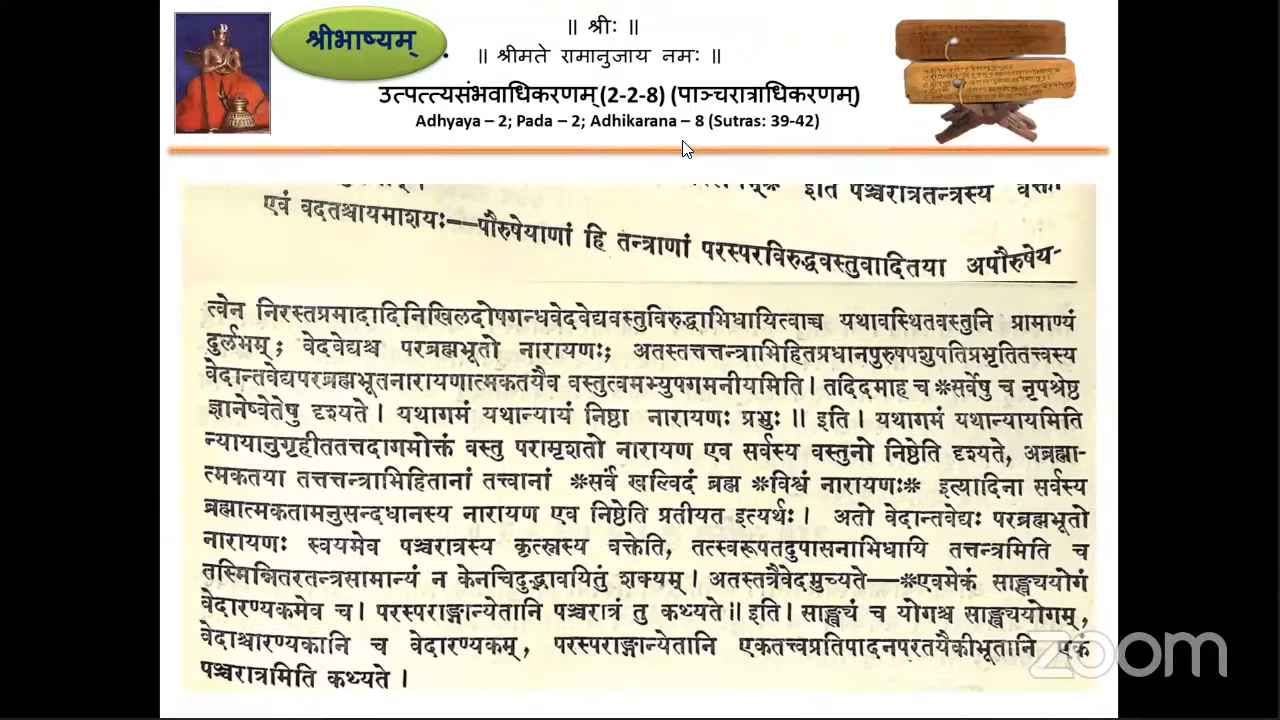 श्रीभाष्यम् .
॥ श्रीः ॥
॥ श्रीमते रामानुजाय नमः ॥
उत्पत्त्यसंभवाधिकरणम् (2-2-8) (पाञ्चरात्राधिकरणम्)
Adhyaya – 2; Pada – 2; Adhikarana – 8 (Sutras: 39-42)
इति पञ्चरात्रतन्त्रस्य वक्ता
एवं वदतश्चायमाशयः––पौरुषेयाणां हि तन्त्राणां परस्परविरुद्धवस्तुवादितया अपौरुषेय-
त्वेन निरस्तप्रमादादिनिखिलदोषगन्धवेदवेद्यवस्तुविरुद्धाभिधायित्वाच्च यथावस्थितवस्तुनि प्रामाण्यं
दुर्लभम्; वेदवेद्यश्च परब्रह्मभूतो नारायणः; अतस्तत्तत्तन्त्राभिहितप्रधानपुरुषपशुपतिप्रभृतितत्त्वस्य
वेदान्तवेद्यपरब्रह्मभूतनारायणात्मकतयैव वस्तुत्वमभ्युपगमनीयमिति । तदिदमाह च ❋सर्वेषु च नृपश्रेष्ठ
ज्ञानेष्वेतेषु दृश्यते । यथागमं यथान्यायं निष्ठा नारायणः प्रभुः ॥ इति । यथागमं यथान्यायमिति
न्यायानुगृहीततत्तदागमोक्तं वस्तु परामृशतो नारायण एव सर्वस्य वस्तुनो निष्ठेति दृश्यते, अब्रह्मा-
त्मकतया तत्तत्तन्त्राभिहितानां तत्त्वानां ❋सर्वं खल्विदं ब्रह्म ❋विश्वं नारायणः❋ इत्यादिना सर्वस्य
ब्रह्मात्मकतामनुसन्दधानस्य नारायण एव निष्ठेति प्रतीयत इत्यर्थः । अतो वेदान्तवेद्यः परब्रह्मभूतो
नारायणः स्वयमेव पञ्चरात्रस्य कृत्स्नस्य वक्तेति, तत्स्वरूपतदुपासनाभिधायि तत्तन्त्रमिति च
तस्मिन्नितरतन्त्रसामान्यं न केनचिदुद्भावयितुं शक्यम् । अतस्तत्रैवेदमुच्यते––❋एवमेकं साङ्ख्ययोगं
वेदारण्यकमेव च । परस्पराङ्गान्येतानि पञ्चरात्रं तु कथ्यते ॥ इति । साङ्ख्यं च योगश्च साङ्ख्ययोगम्,
वेदाश्चारण्यकानि च वेदारण्यकम्, परस्पराङ्गान्येतानि एकतत्त्वप्रतिपादनपरतयैकीभूतानि एकं
पञ्चरात्रमिति कथ्यते ।
zoom